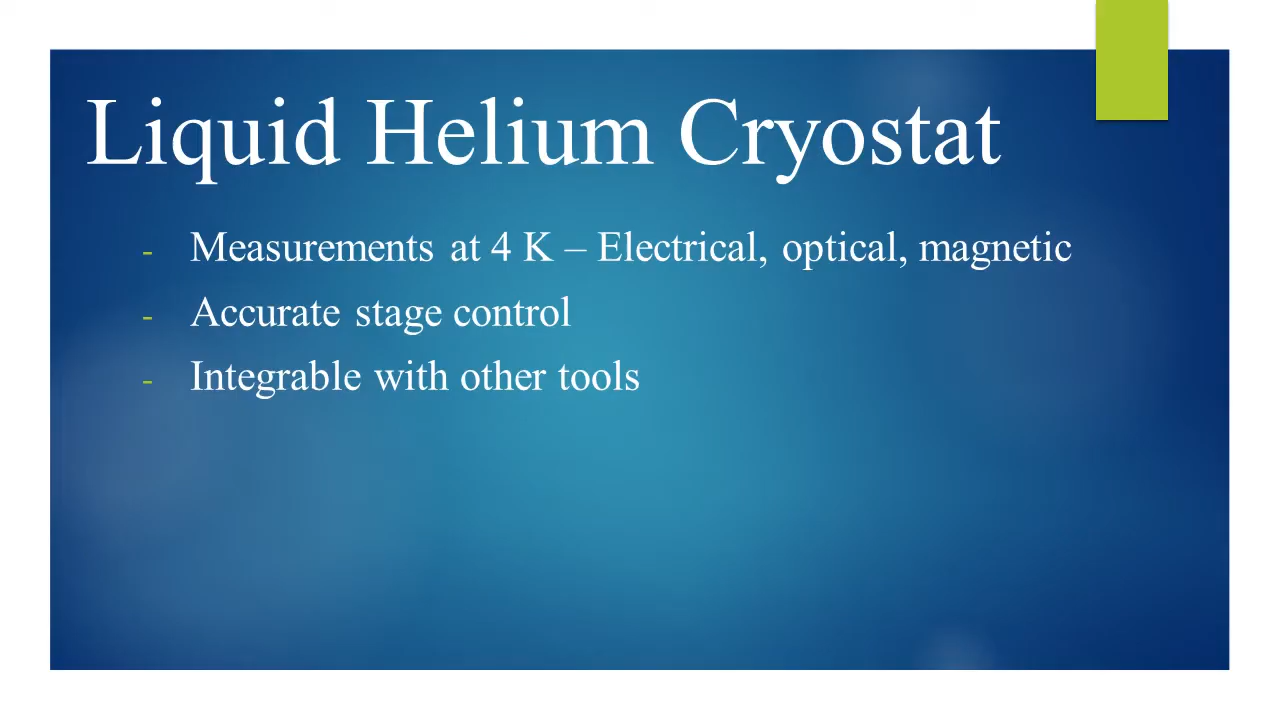 Liquid Helium Cryostat
- Measurements at 4 K – Electrical, optical, magnetic
- Accurate stage control
- Integrable with other tools